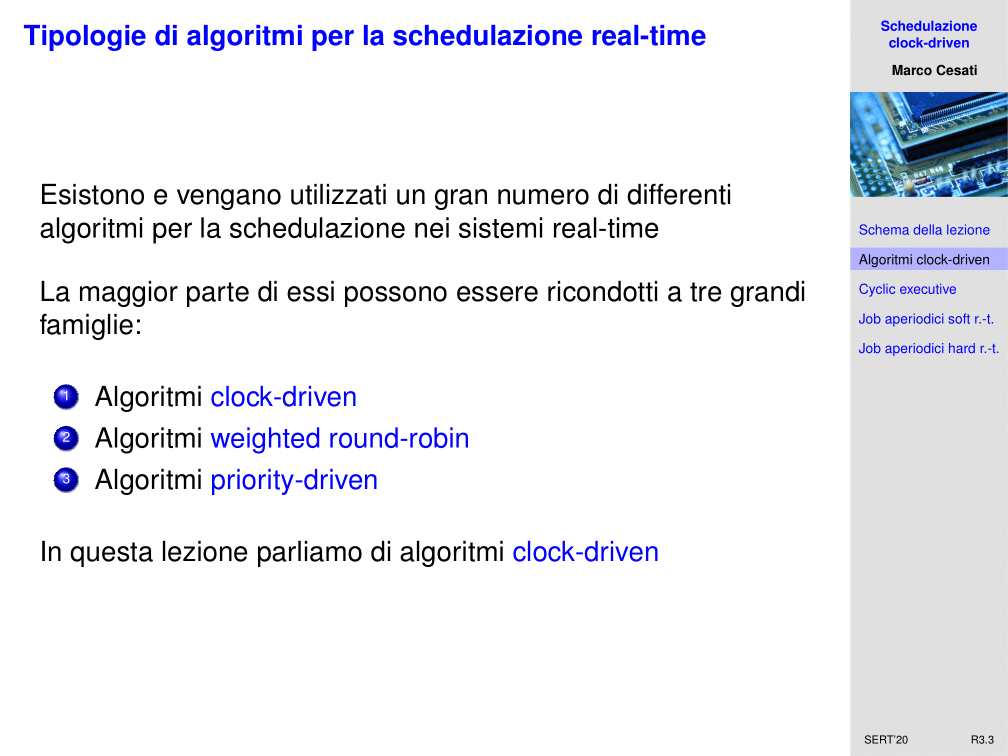 Tipologie di algoritmi per la schedulazione real-time
Esistono e vengano utilizzati un gran numero di differenti
algoritmi per la schedulazione nei sistemi real-time
La maggior parte di essi possono essere ricondotti a tre grandi
famiglie:
1 Algoritmi clock-driven
2 Algoritmi weighted round-robin
3 Algoritmi priority-driven
In questa lezione parliamo di algoritmi clock-driven
Schedulazione
clock-driven
Marco Cesati
R47 R46
Schema della lezione
Algoritmi clock-driven
Cyclic executive
Job aperiodici soft r.-t.
Job aperiodici hard r.-t.
SERT'20 R3.3